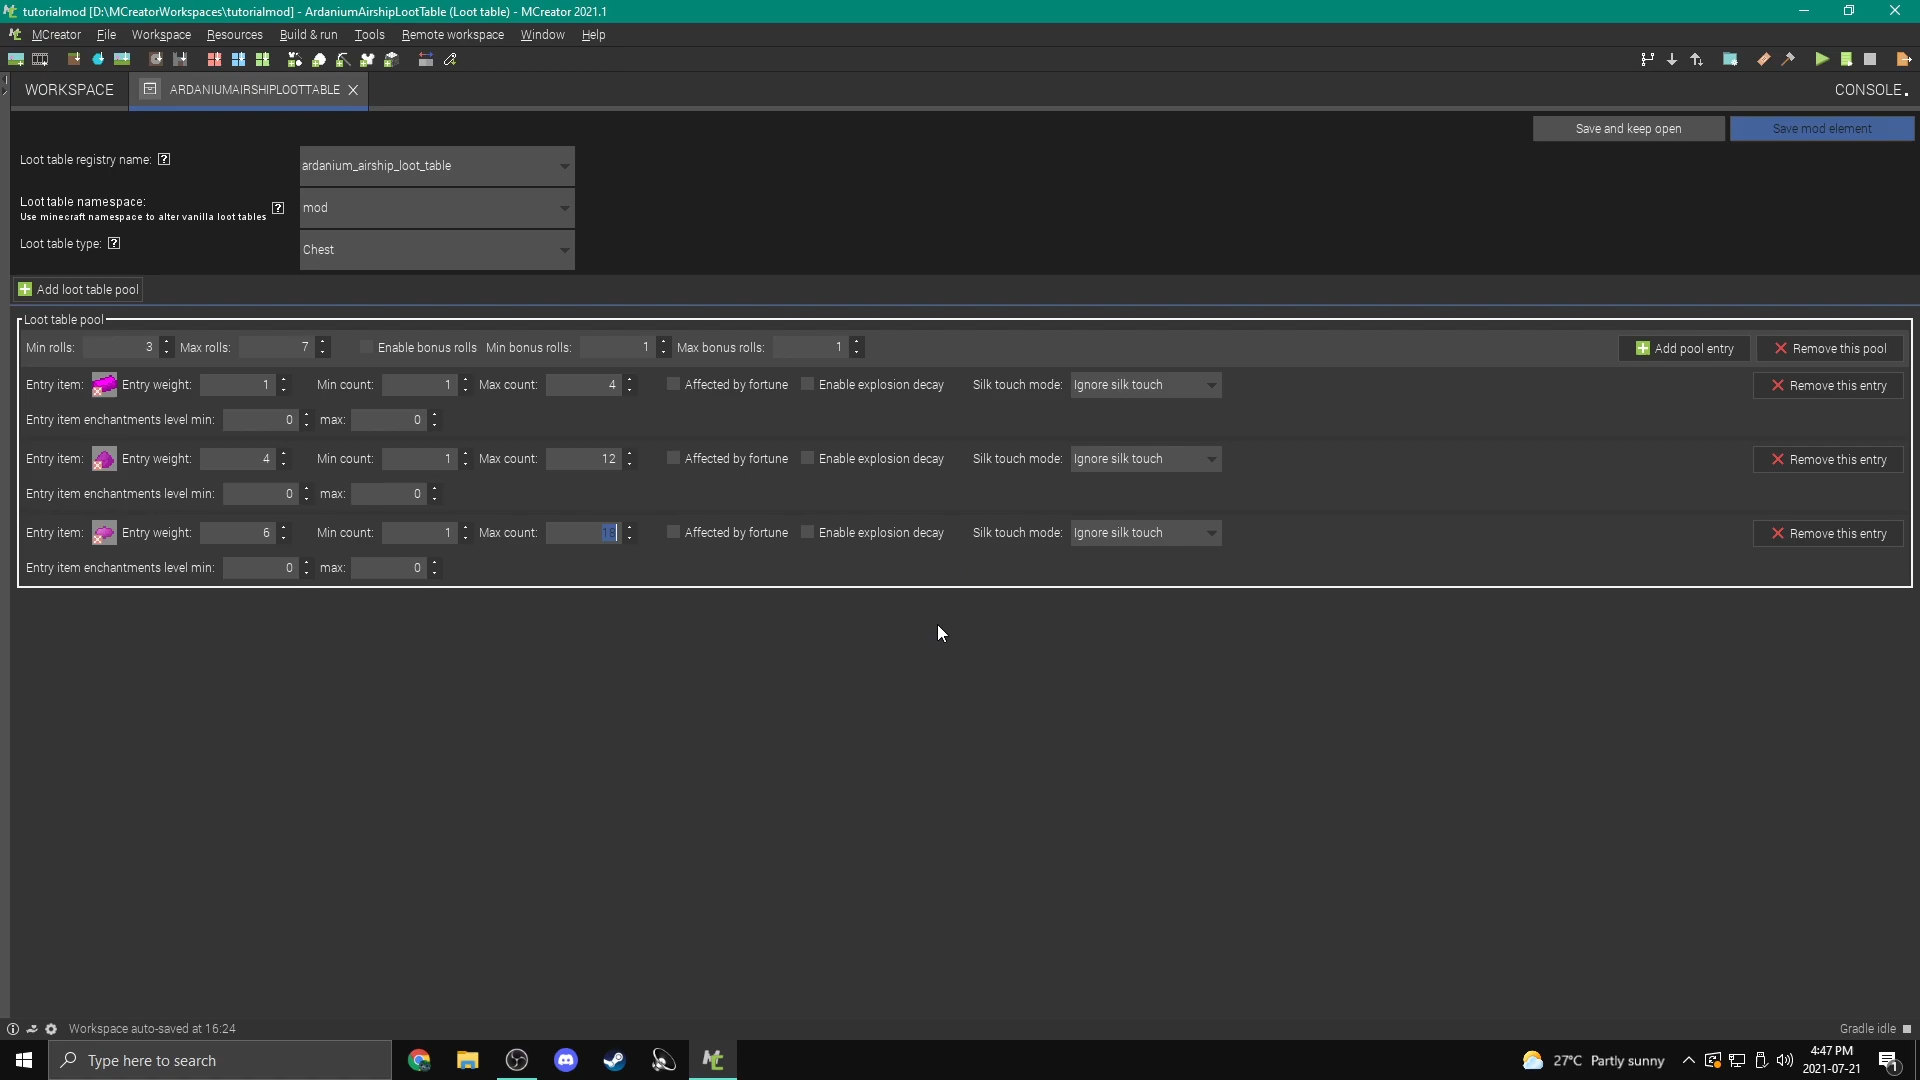 tutorialmod [D:\MCreatorWorkspaces\tutorialmod] - ArdaniumAirshipLootTable (Loot table) - MCreator 2021.1
MCreator File Workspace Resources Build & run Tools Remote workspace Window Help
WORKSPACE ARDANIUMAIRSHIPLOOTTABLE CONSOLE
Save and keep open Save mod element
Loot table registry name: ? ardanium_airship_loot_table
Loot table namespace:
Use minecraft namespace to alter vanilla loot tables ? mod
Loot table type: ? Chest
Add loot table pool
Loot table pool
Min rolls: 3 Max rolls: 7 Enable bonus rolls Min bonus rolls: 1 Max bonus rolls: 1 Add pool entry Remove this pool
Entry item: Entry weight: 1 Min count: 1 Max count: 4 Affected by fortune Enable explosion decay Silk touch mode: Ignore silk touch Remove this entry
Entry item enchantments level min: 0 max: 0
Entry item: Entry weight: 4 Min count: 1 Max count: 12 Affected by fortune Enable explosion decay Silk touch mode: Ignore silk touch Remove this entry
Entry item enchantments level min: 0 max: 0
Entry item: Entry weight: 6 Min count: 1 Max count: 18 Affected by fortune Enable explosion decay Silk touch mode: Ignore silk touch Remove this entry
Entry item enchantments level min: 0 max: 0
Workspace auto-saved at 16:24 Gradle idle
Type here to search 27°C Partly sunny 4:47 PM
2021-07-21 1